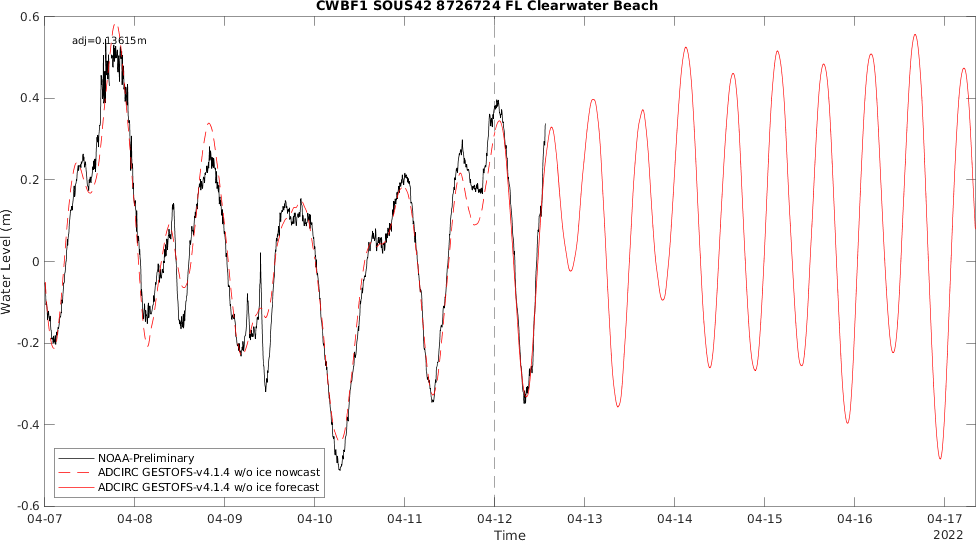 CWBF1 SOUS42 8726724 FL Clearwater Beach
adj=0.13615m
0.6
0.4
0.2
0
-0.2
-0.4
-0.6
Water Level (m)
NOAA-Preliminary
ADCIRC GESTOFS-v4.1.4 w/o ice nowcast
ADCIRC GESTOFS-v4.1.4 w/o ice forecast
04-07 04-08 04-09 04-10 04-11 04-12 04-13 04-14 04-15 04-16 04-17
Time
2022